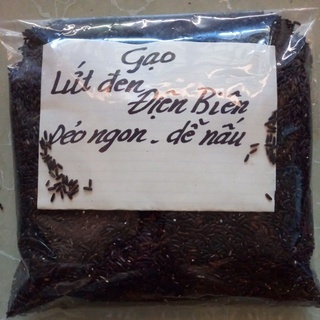 Gạo
Lứt đen
Điện Biên
Dẻo ngon - dễ nấu